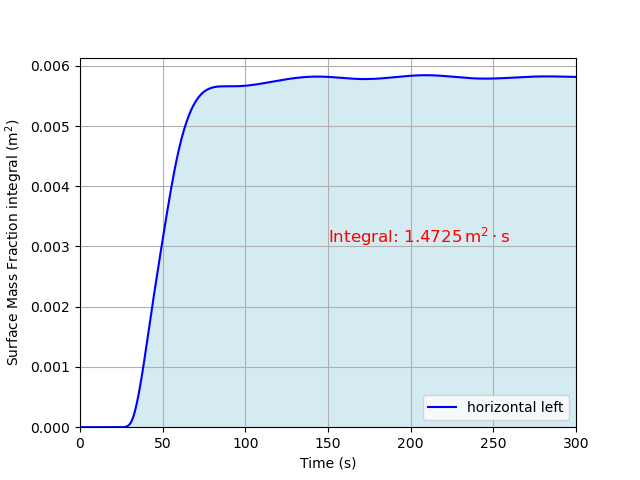 0.006
0.005
0.004
0.003
0.002
0.001
0.000
Surface Mass Fraction integral (m²)
Integral: 1.4725 m² · s
horizontal left
0 50 100 150 200 250 300
Time (s)